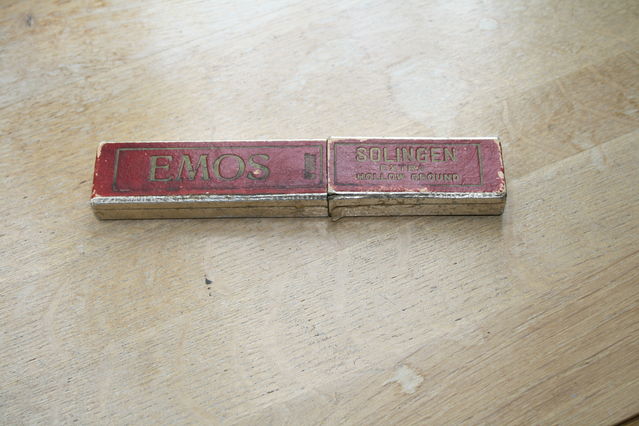 EMOS
SOLINGEN
EXTRA
HOLLOW GROUND